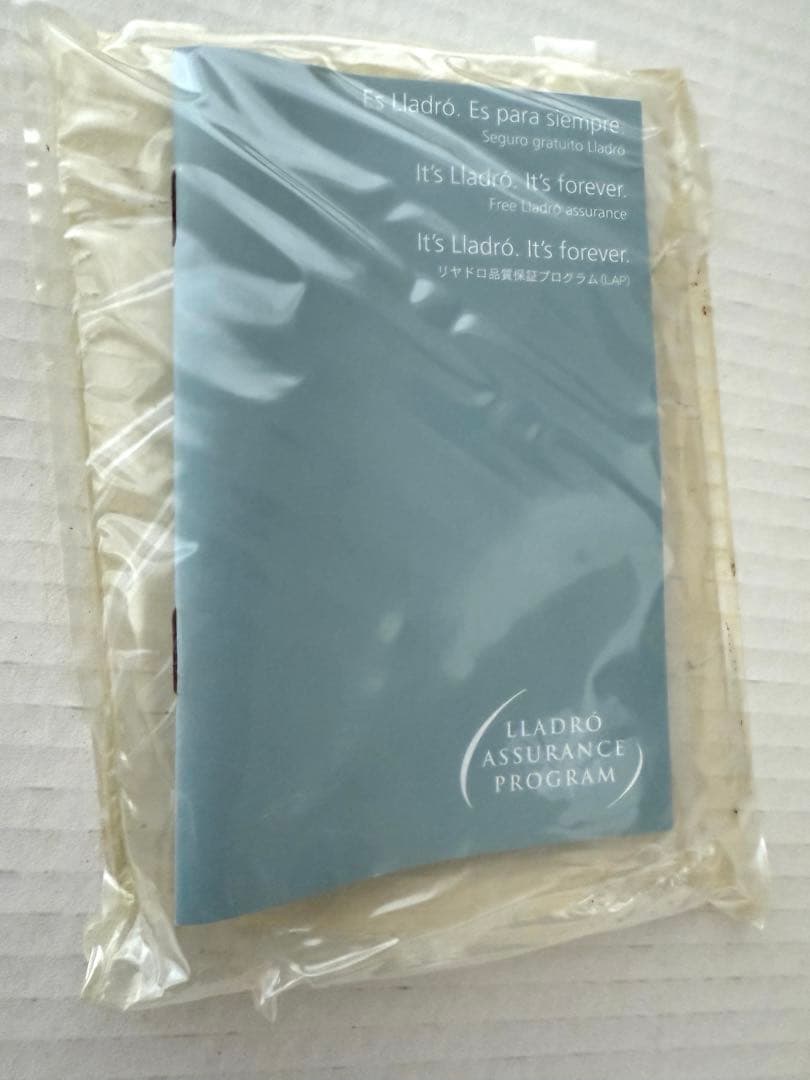 Es Lladró. Es para siempre.
Seguro gratuito Lladró
It's Lladró. It's forever.
Free Lladró assurance
It's Lladró. It's forever.
リヤドロ品質保証プログラム(LAP)
LLADRÓ
ASSURANCE
PROGRAM